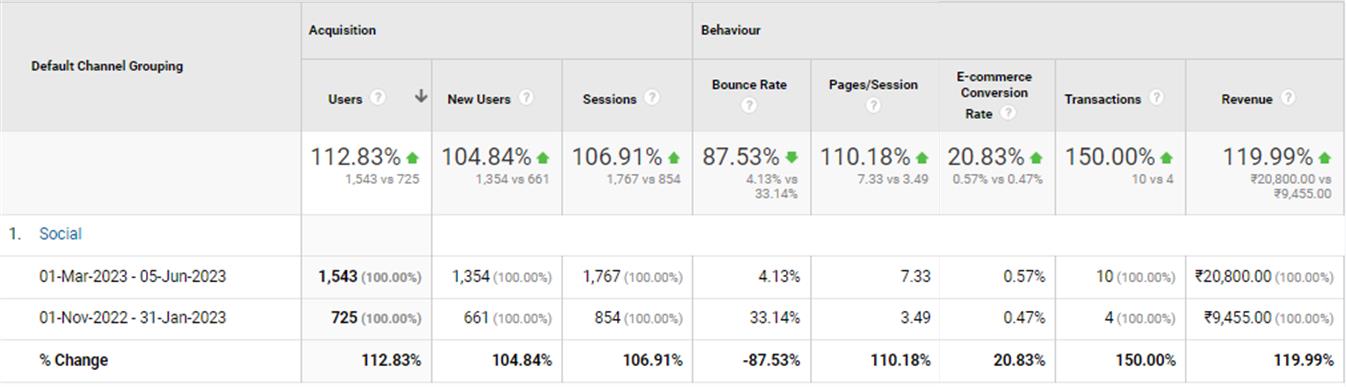 Default Channel Grouping
Acquisition
Behaviour
Users ? New Users ? Sessions ? Bounce Rate ? Pages/Session ? E-commerce Conversion Rate ? Transactions ? Revenue ?
112.83% 104.84% 106.91% 87.53% 110.18% 20.83% 150.00% 119.99%
1,543 vs 725 1,354 vs 661 1,767 vs 854 4.13% vs 33.14% 7.33 vs 3.49 0.57% vs 0.47% 10 vs 4 ₹20,800.00 vs ₹9,455.00
1. Social
01-Mar-2023 - 05-Jun-2023 1,543 (100.00%) 1,354 (100.00%) 1,767 (100.00%) 4.13% 7.33 0.57% 10 (100.00%) ₹20,800.00 (100.00%)
01-Nov-2022 - 31-Jan-2023 725 (100.00%) 661 (100.00%) 854 (100.00%) 33.14% 3.49 0.47% 4 (100.00%) ₹9,455.00 (100.00%)
% Change 112.83% 104.84% 106.91% -87.53% 110.18% 20.83% 150.00% 119.99%